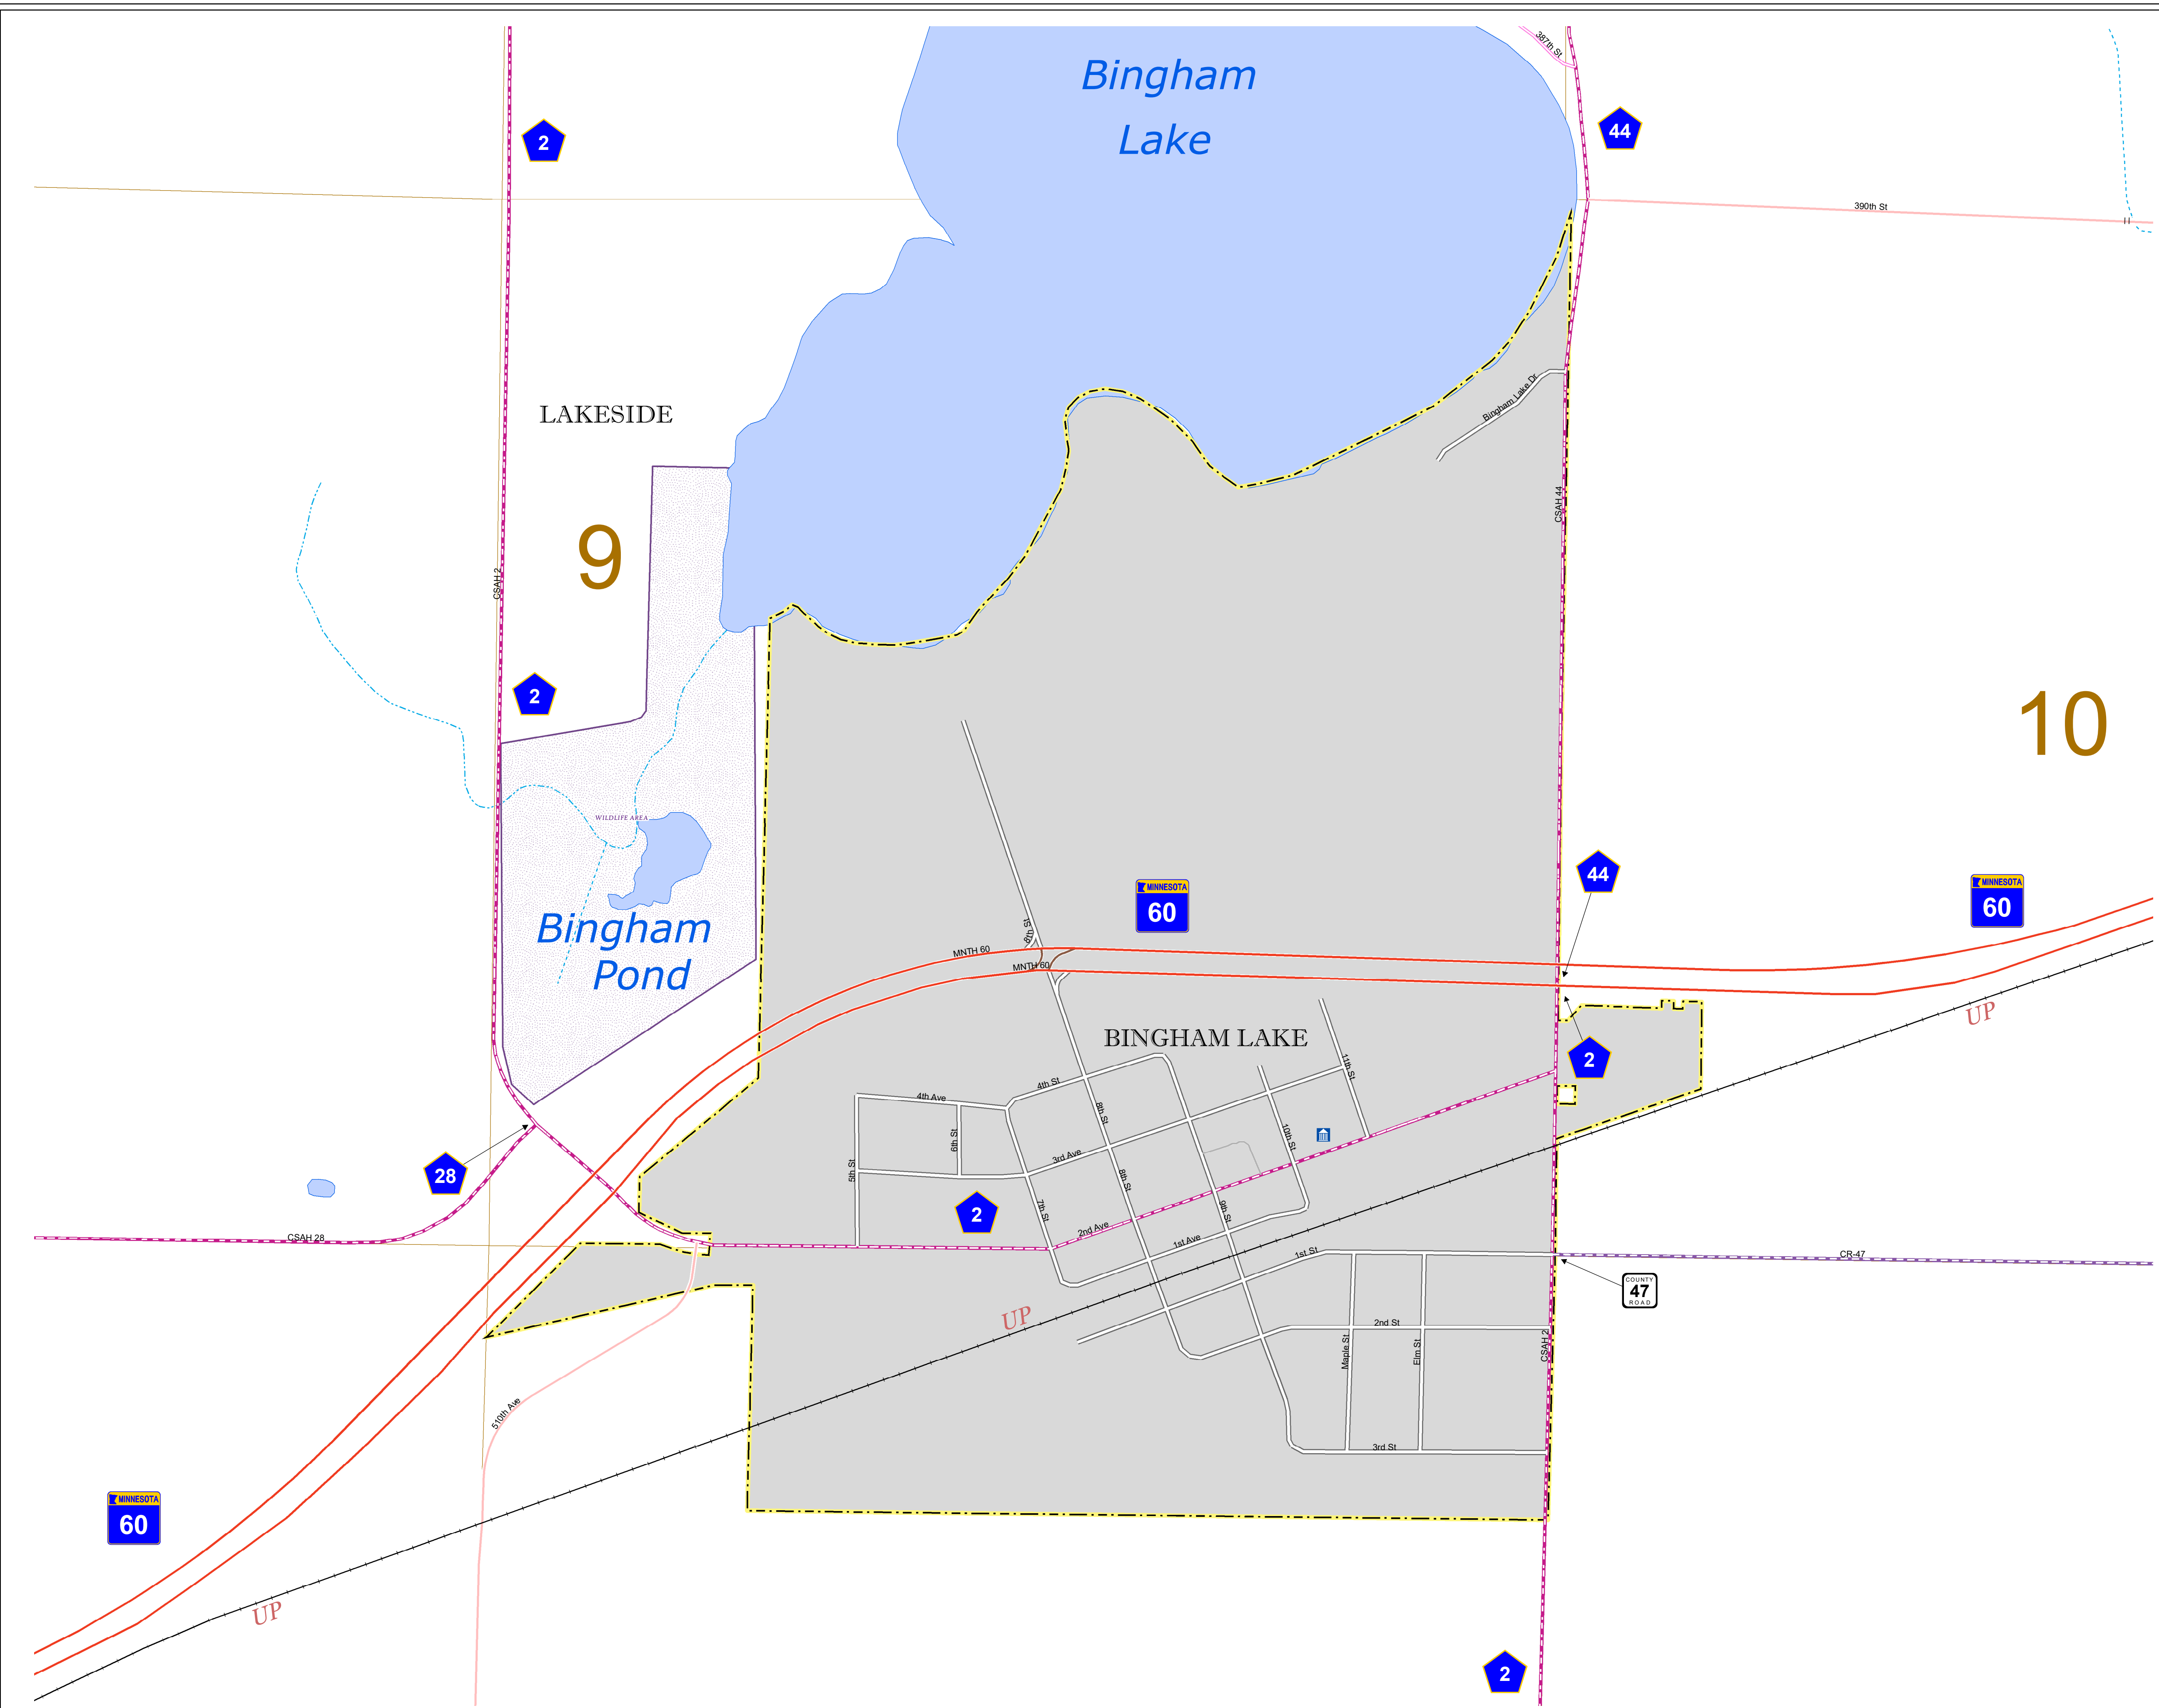 387th St
Bingham
Lake
2
44
390th St
Bingham Lake Dr
LAKESIDE
CSAH 44
9
CSAH 2
2
10
WILDLIFE AREA
44
MINNESOTA
60
MINNESOTA
60
8th St
Bingham
Pond
MNTH 60
MNTH 60
UP
BINGHAM LAKE
2
11th St
4th St
4th Ave
8th St
10th St
6th St
3rd Ave
28
5th St
8th St
2
7th St
9th St
2nd Ave
CSAH 28
1st Ave
1st St
CR-47
COUNTY
47
ROAD
UP
2nd St
Maple St
Elm St
CSAH 2
510th Ave
3rd St
MINNESOTA
60
UP
2